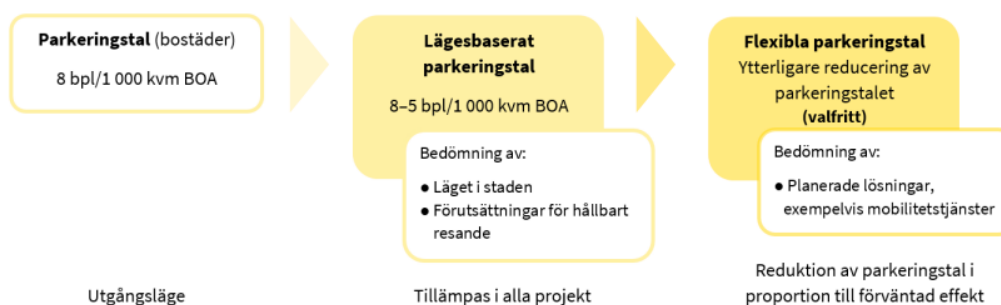 Parkeringstal (bostäder)
8 bpl/1 000 kvm BOA
Utgångsläge
Lägesbaserat
parkeringstal
8–5 bpl/1 000 kvm BOA
Bedömning av:
● Läget i staden
● Förutsättningar för hållbart
resande
Tillämpas i alla projekt
Flexibla parkeringstal
Ytterligare reducering av
parkeringstalet
(valfritt)
Bedömning av:
● Planerade lösningar,
exempelvis mobilitetstjänster
Reduktion av parkeringstal i
proportion till förväntad effekt